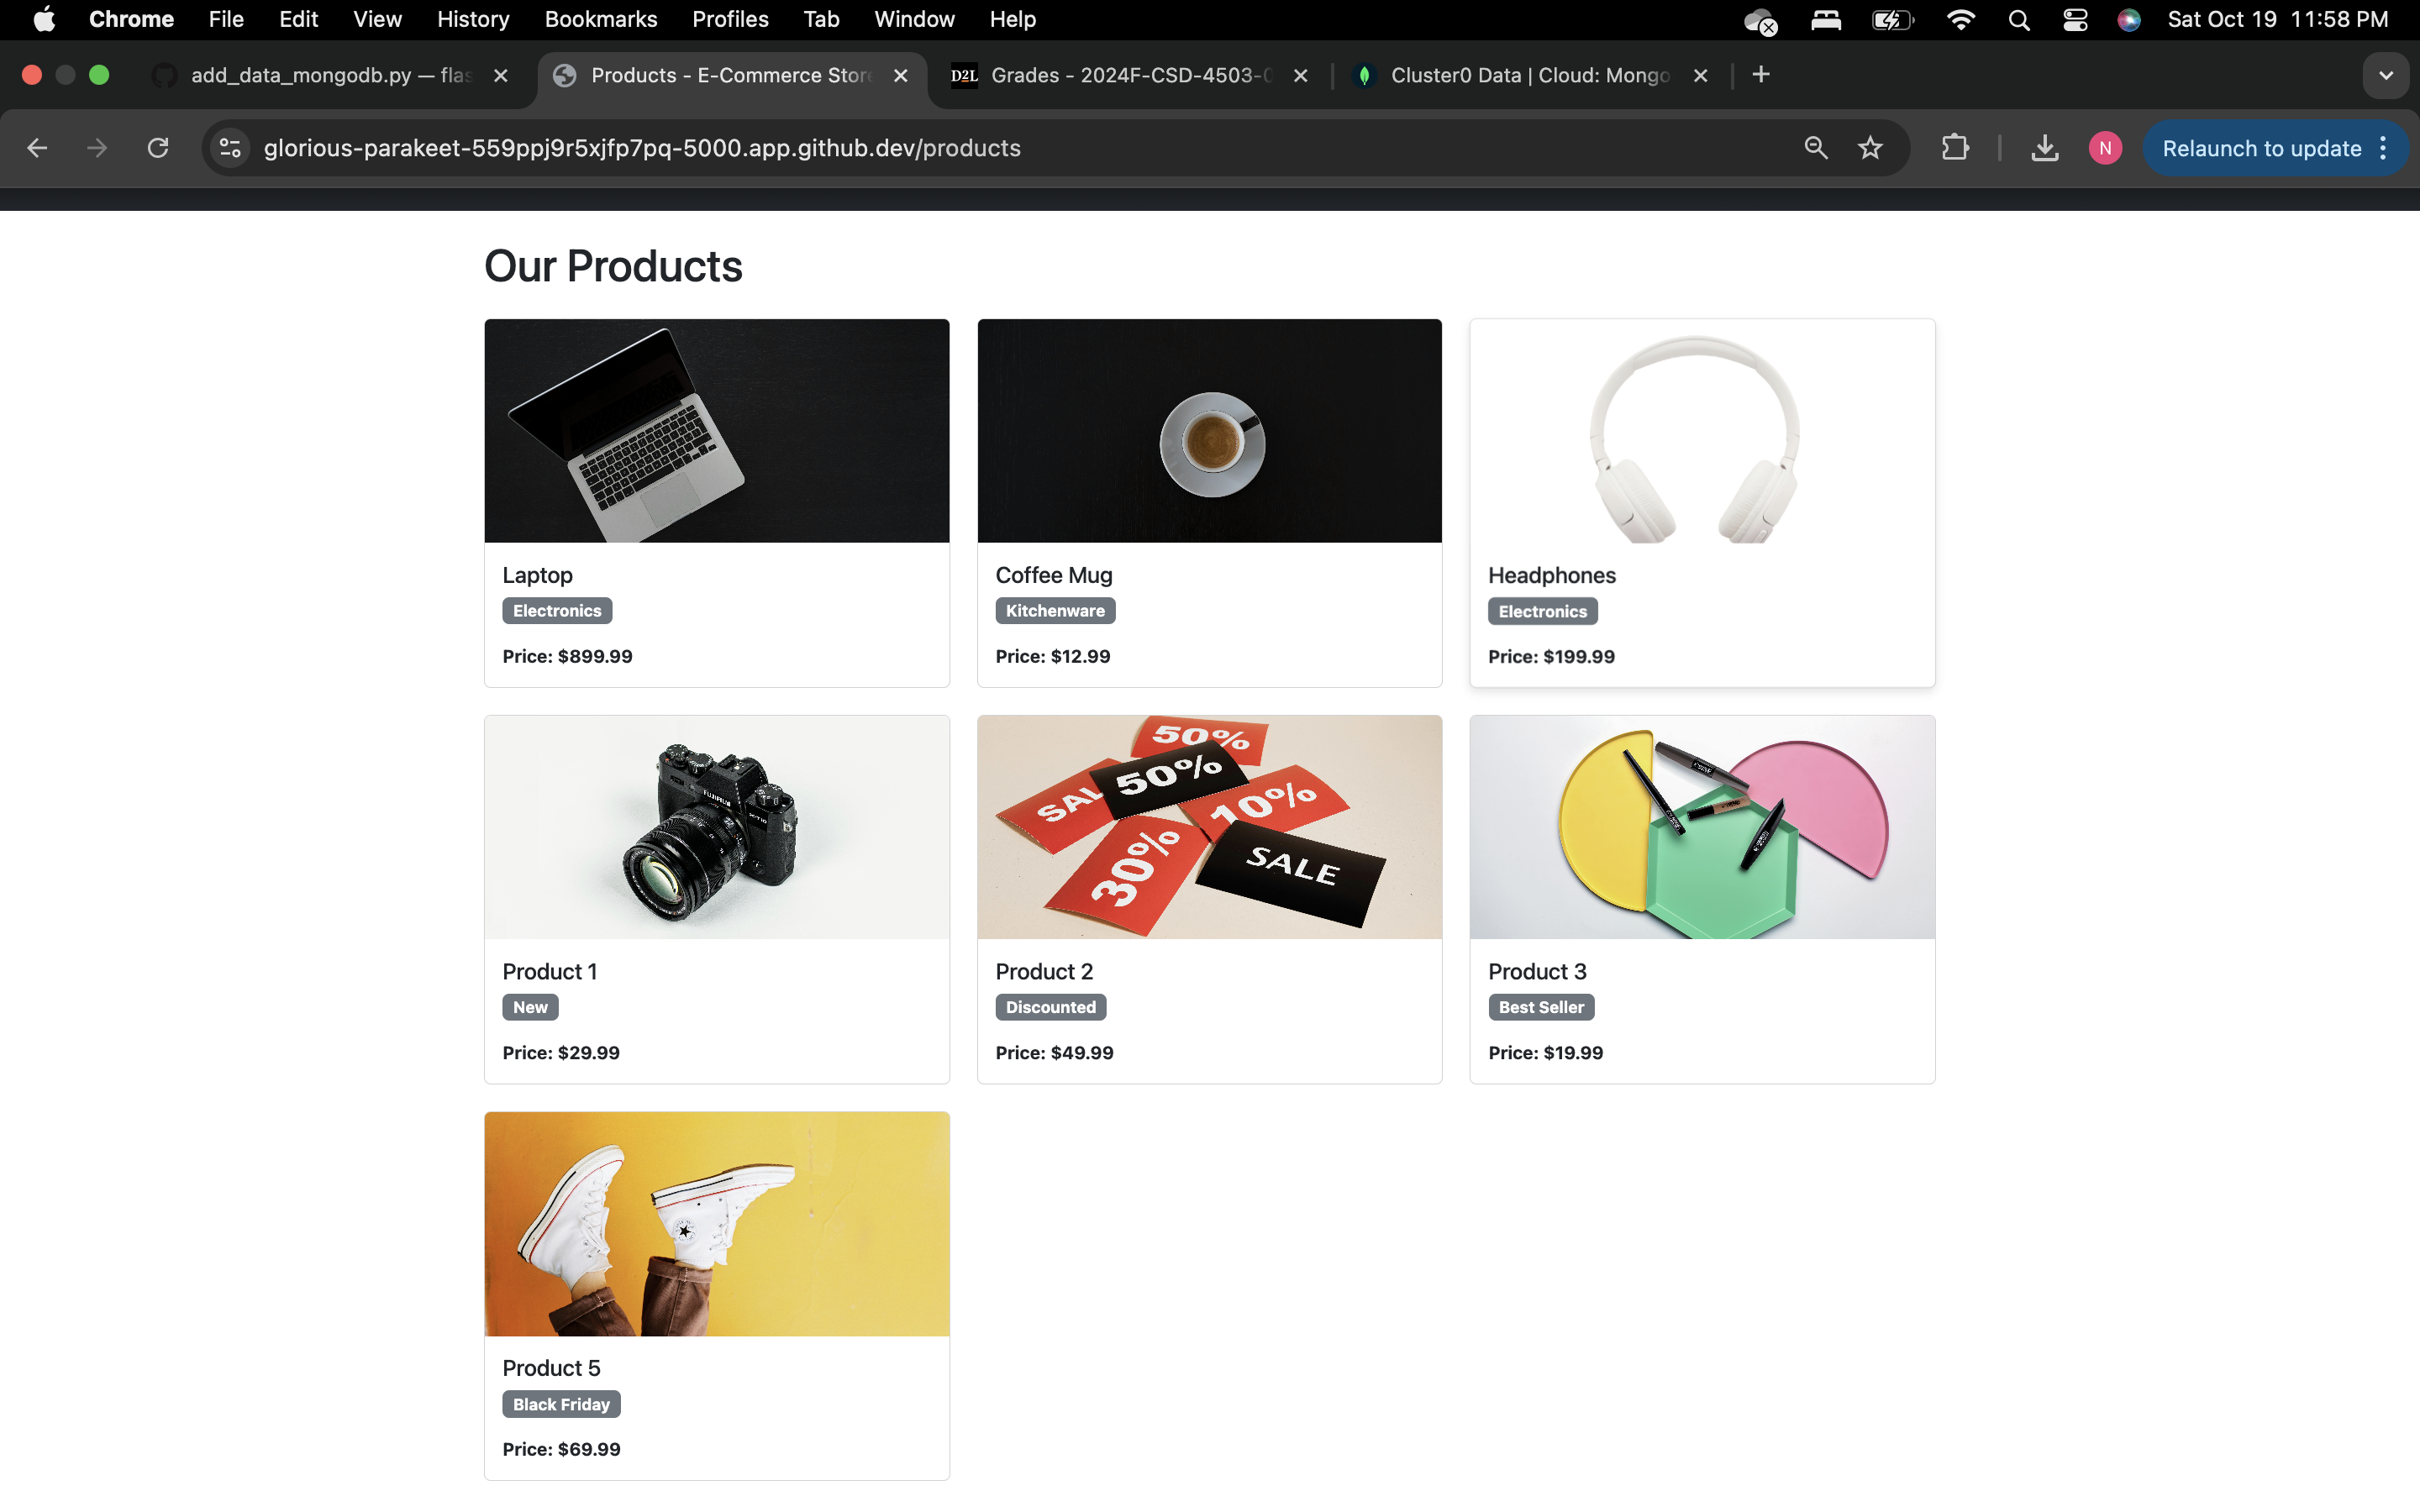 Chrome File Edit View History Bookmarks Profiles Tab Window Help Sat Oct 19 11:58 PM
add_data_mongodb.py — flas Products - E-Commerce Store D2L Grades - 2024F-CSD-4503- Cluster0 Data | Cloud: Mongo
glorious-parakeet-559ppj9r5xjfp7pq-5000.app.github.dev/products N Relaunch to update
Our Products
Laptop
Electronics
Price: $899.99
Coffee Mug
Kitchenware
Price: $12.99
Headphones
Electronics
Price: $199.99
FUJIFILM
Product 1
New
Price: $29.99
50%
50%
SAL
10%
30%
SALE
Product 2
Discounted
Price: $49.99
Product 3
Best Seller
Price: $19.99
Product 5
Black Friday
Price: $69.99